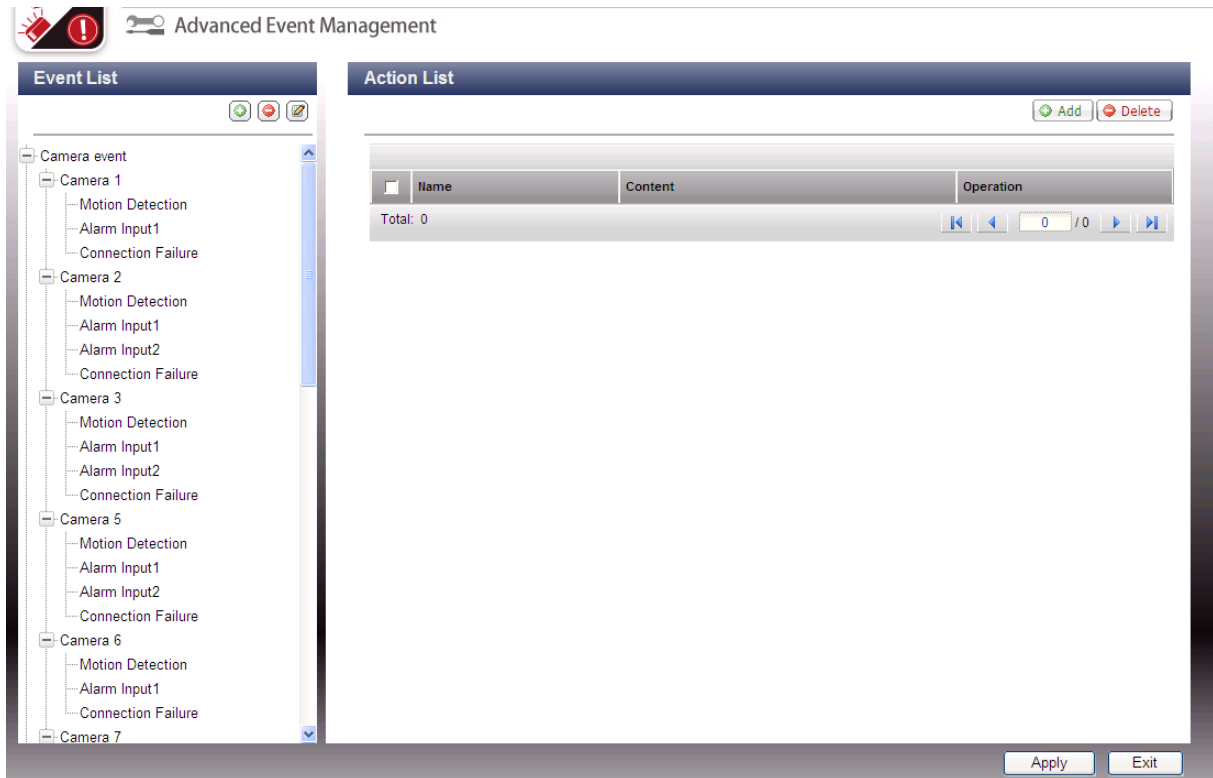 Advanced Event Management
Event List
Camera event
Camera 1
Motion Detection
Alarm Input1
Connection Failure
Camera 2
Motion Detection
Alarm Input1
Alarm Input2
Connection Failure
Camera 3
Motion Detection
Alarm Input1
Alarm Input2
Connection Failure
Camera 5
Motion Detection
Alarm Input1
Alarm Input2
Connection Failure
Camera 6
Motion Detection
Alarm Input1
Connection Failure
Camera 7
Action List
Add Delete
Name Content Operation
Total: 0 0 / 0
Apply Exit